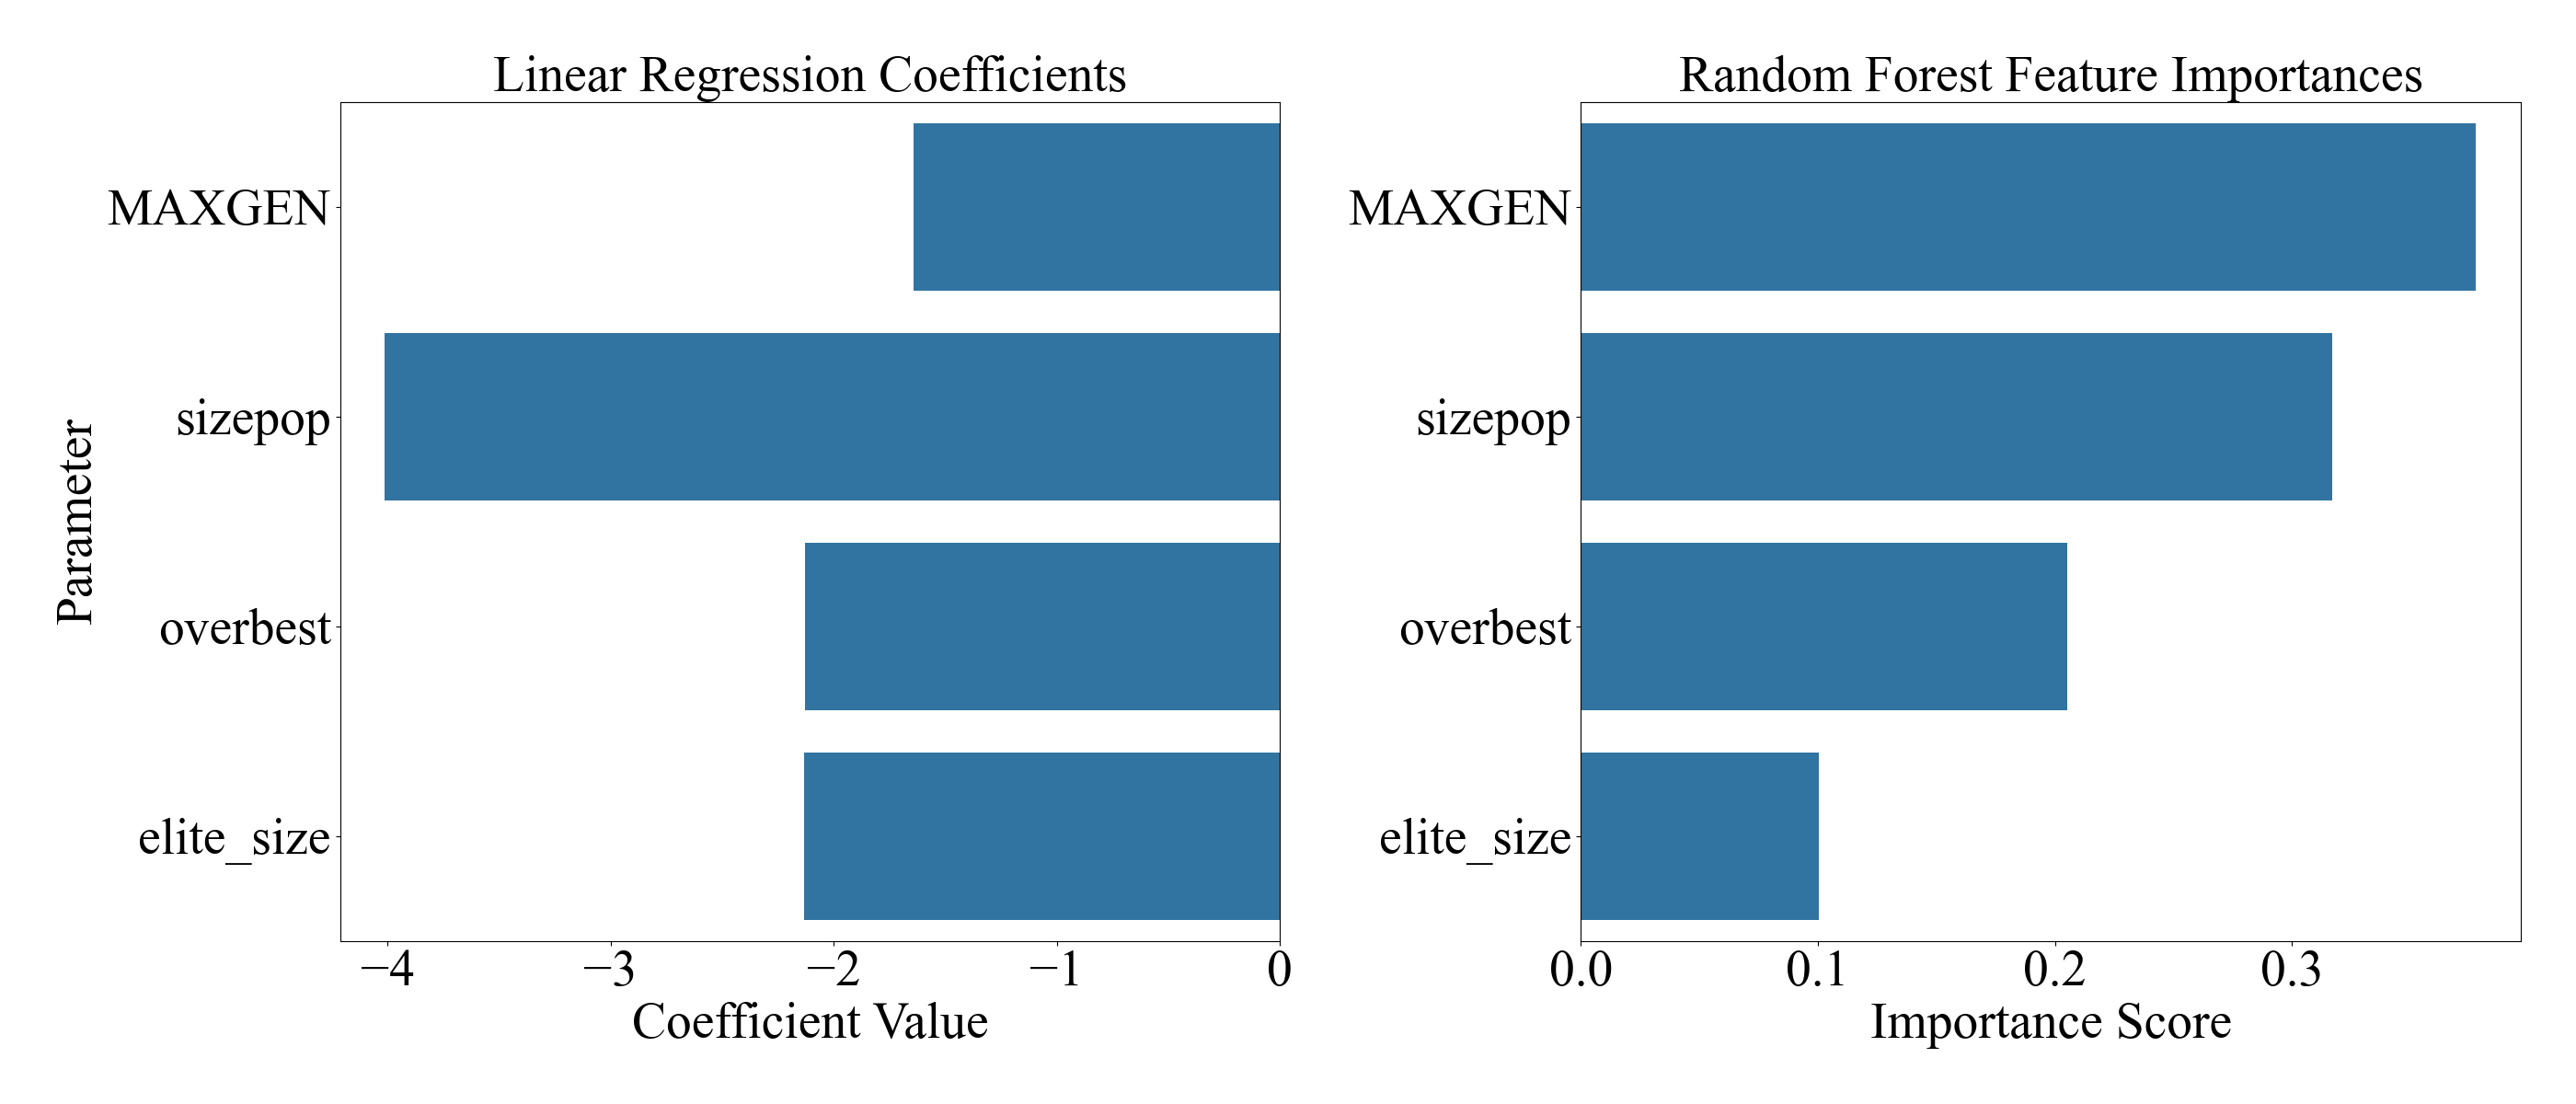 Linear Regression Coefficients
Parameter
MAXGEN
sizepop
overbest
elite_size
−4 −3 −2 −1 0
Coefficient Value
Random Forest Feature Importances
MAXGEN
sizepop
overbest
elite_size
0.0 0.1 0.2 0.3
Importance Score